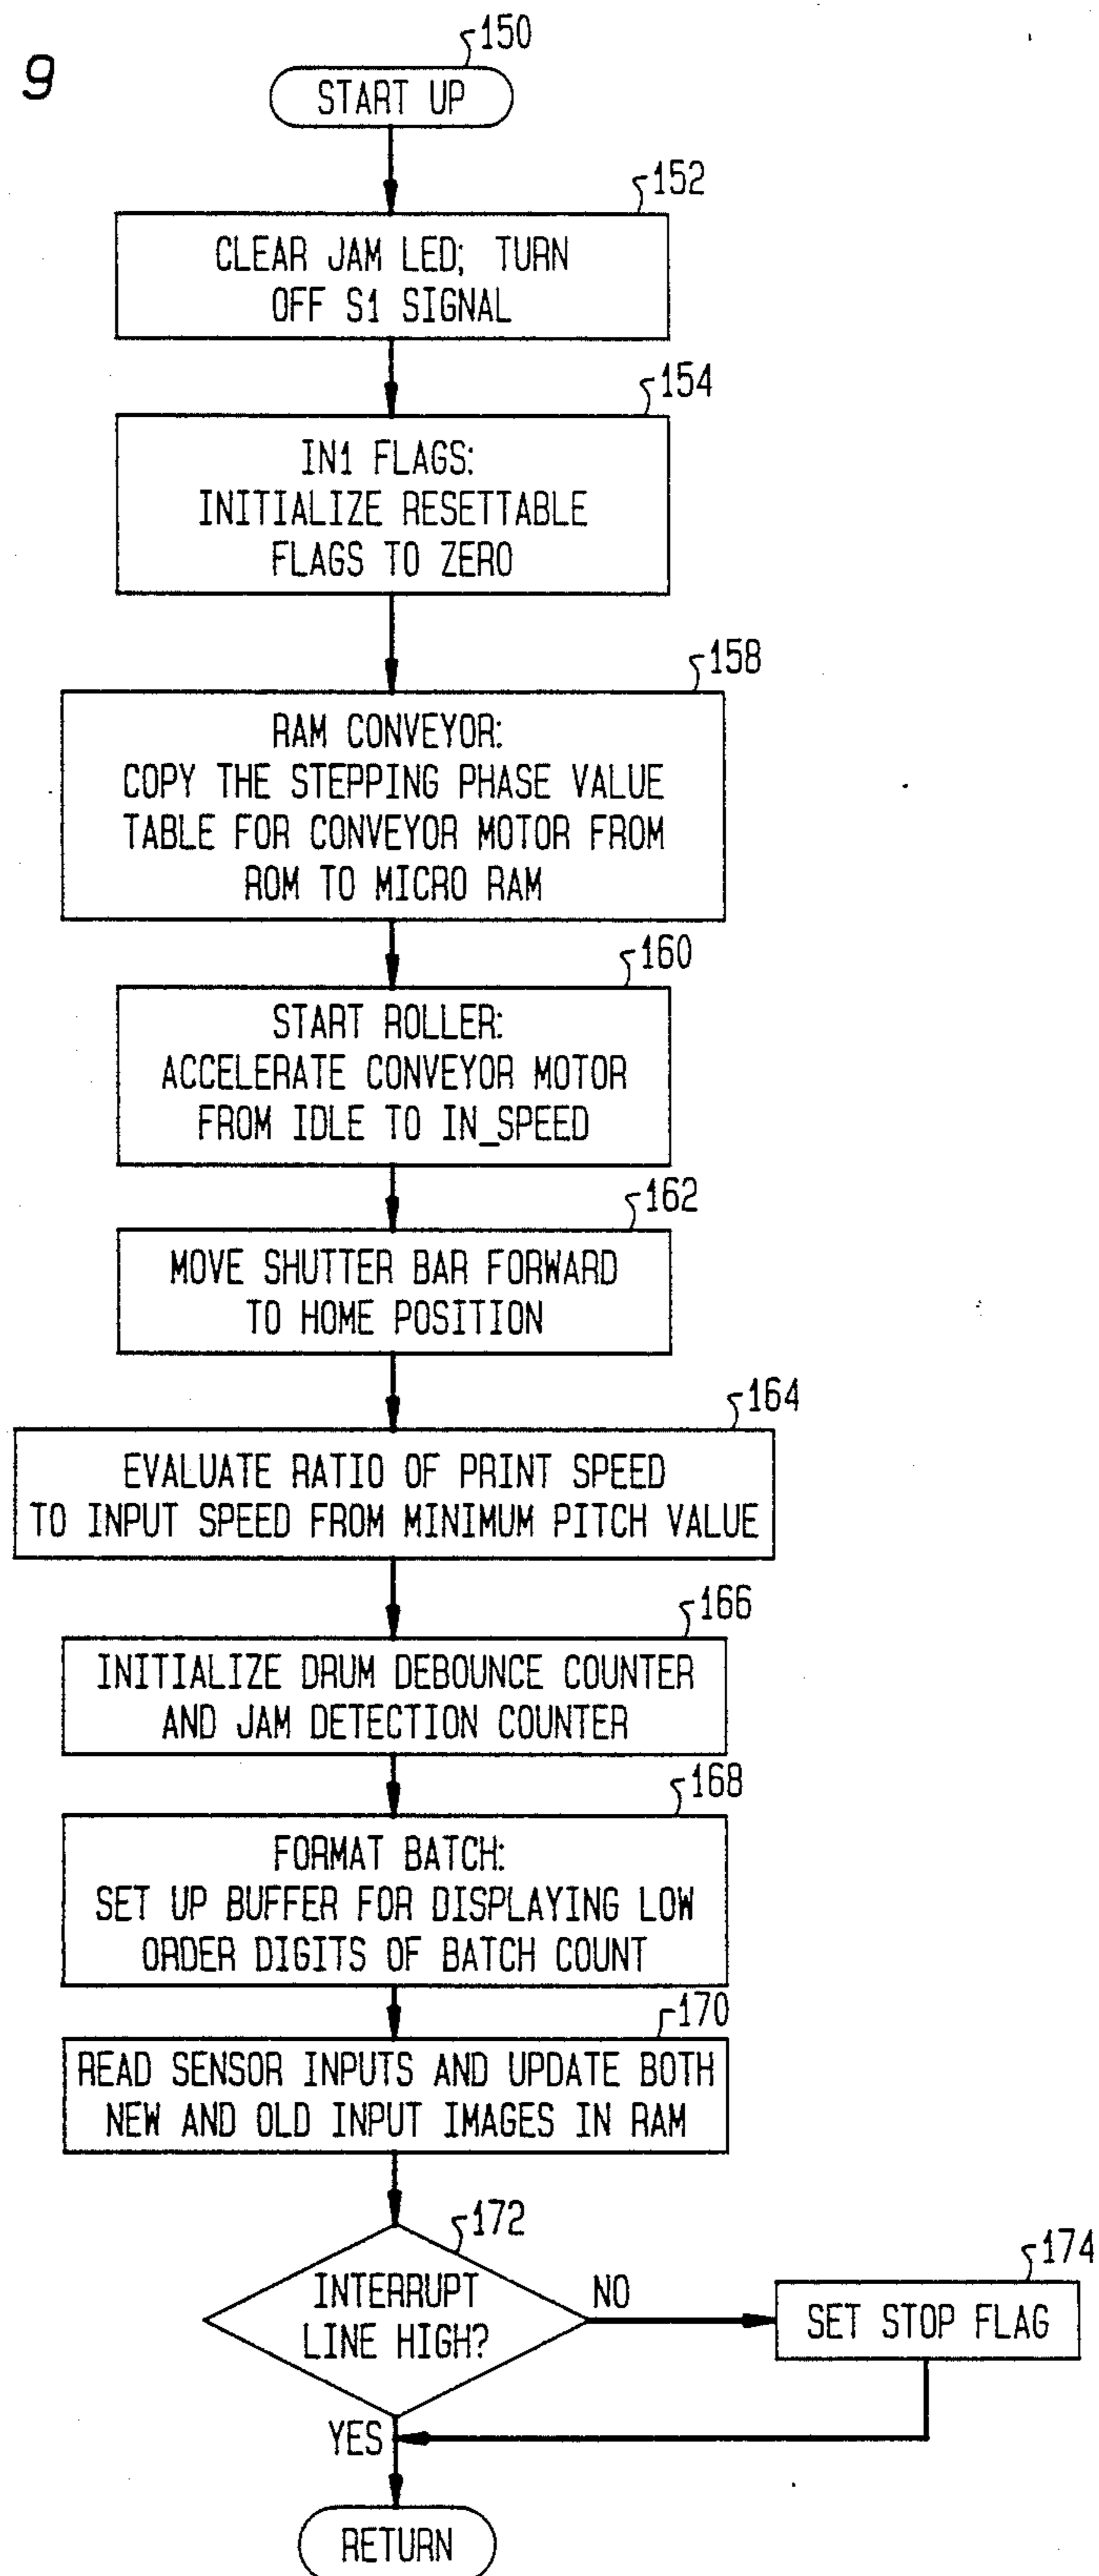 9
150
START UP
152
CLEAR JAM LED; TURN
OFF S1 SIGNAL
154
IN1 FLAGS:
INITIALIZE RESETTABLE
FLAGS TO ZERO
158
RAM CONVEYOR:
COPY THE STEPPING PHASE VALUE
TABLE FOR CONVEYOR MOTOR FROM
ROM TO MICRO RAM
160
START ROLLER:
ACCELERATE CONVEYOR MOTOR
FROM IDLE TO IN_SPEED
162
MOVE SHUTTER BAR FORWARD
TO HOME POSITION
164
EVALUATE RATIO OF PRINT SPEED
TO INPUT SPEED FROM MINIMUM PITCH VALUE
166
INITIALIZE DRUM DEBOUNCE COUNTER
AND JAM DETECTION COUNTER
168
FORMAT BATCH:
SET UP BUFFER FOR DISPLAYING LOW
ORDER DIGITS OF BATCH COUNT
170
READ SENSOR INPUTS AND UPDATE BOTH
NEW AND OLD INPUT IMAGES IN RAM
172
INTERRUPT
LINE HIGH?
NO
174
SET STOP FLAG
YES
RETURN